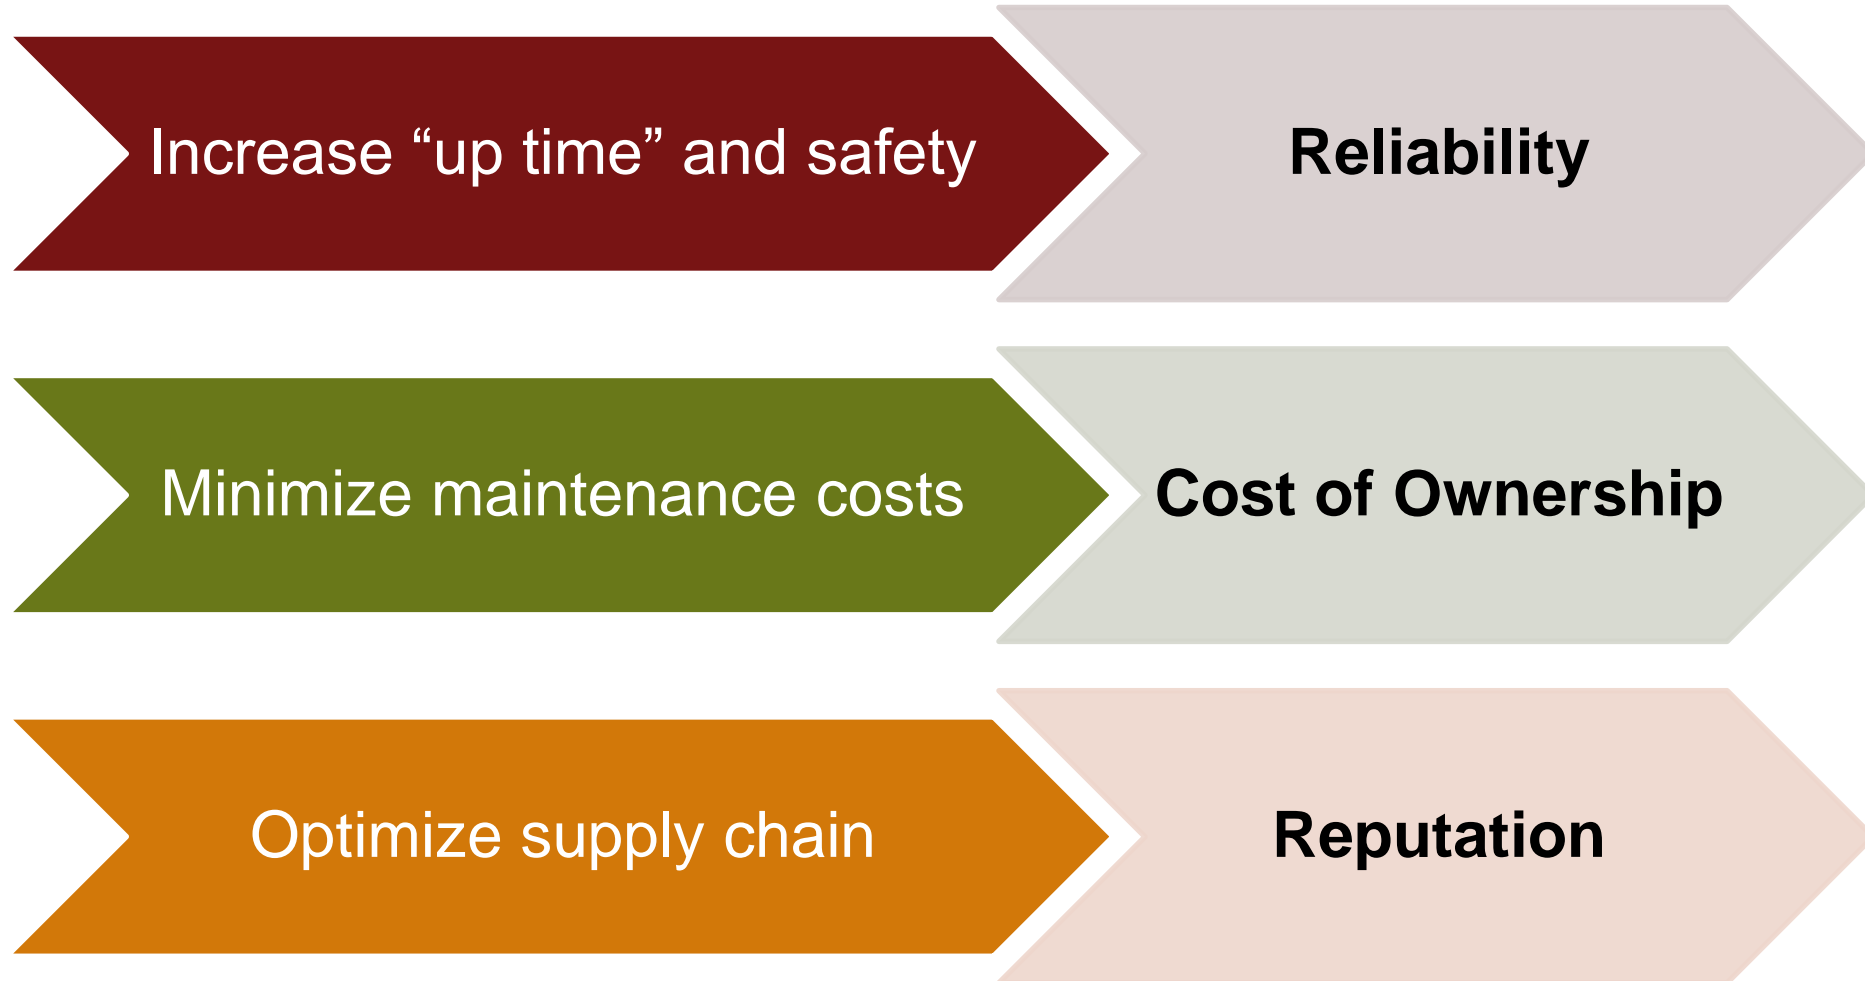 Increase “up time” and safety
Reliability
Minimize maintenance costs
Cost of Ownership
Optimize supply chain
Reputation